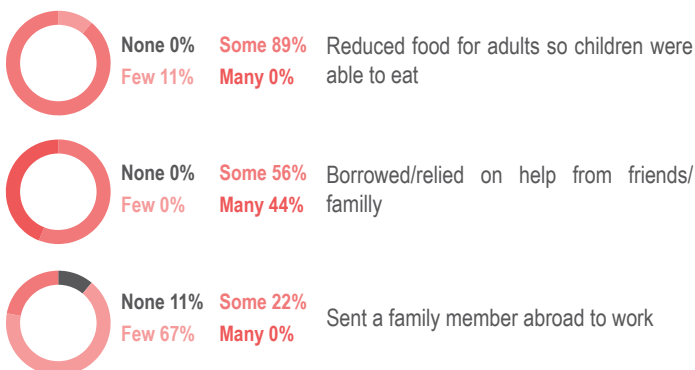 None 0% Some 89%
Few 11% Many 0%
Reduced food for adults so children were
able to eat
None 0% Some 56%
Few 0% Many 44%
Borrowed/relied on help from friends/
familly
None 11% Some 22%
Few 67% Many 0%
Sent a family member abroad to work